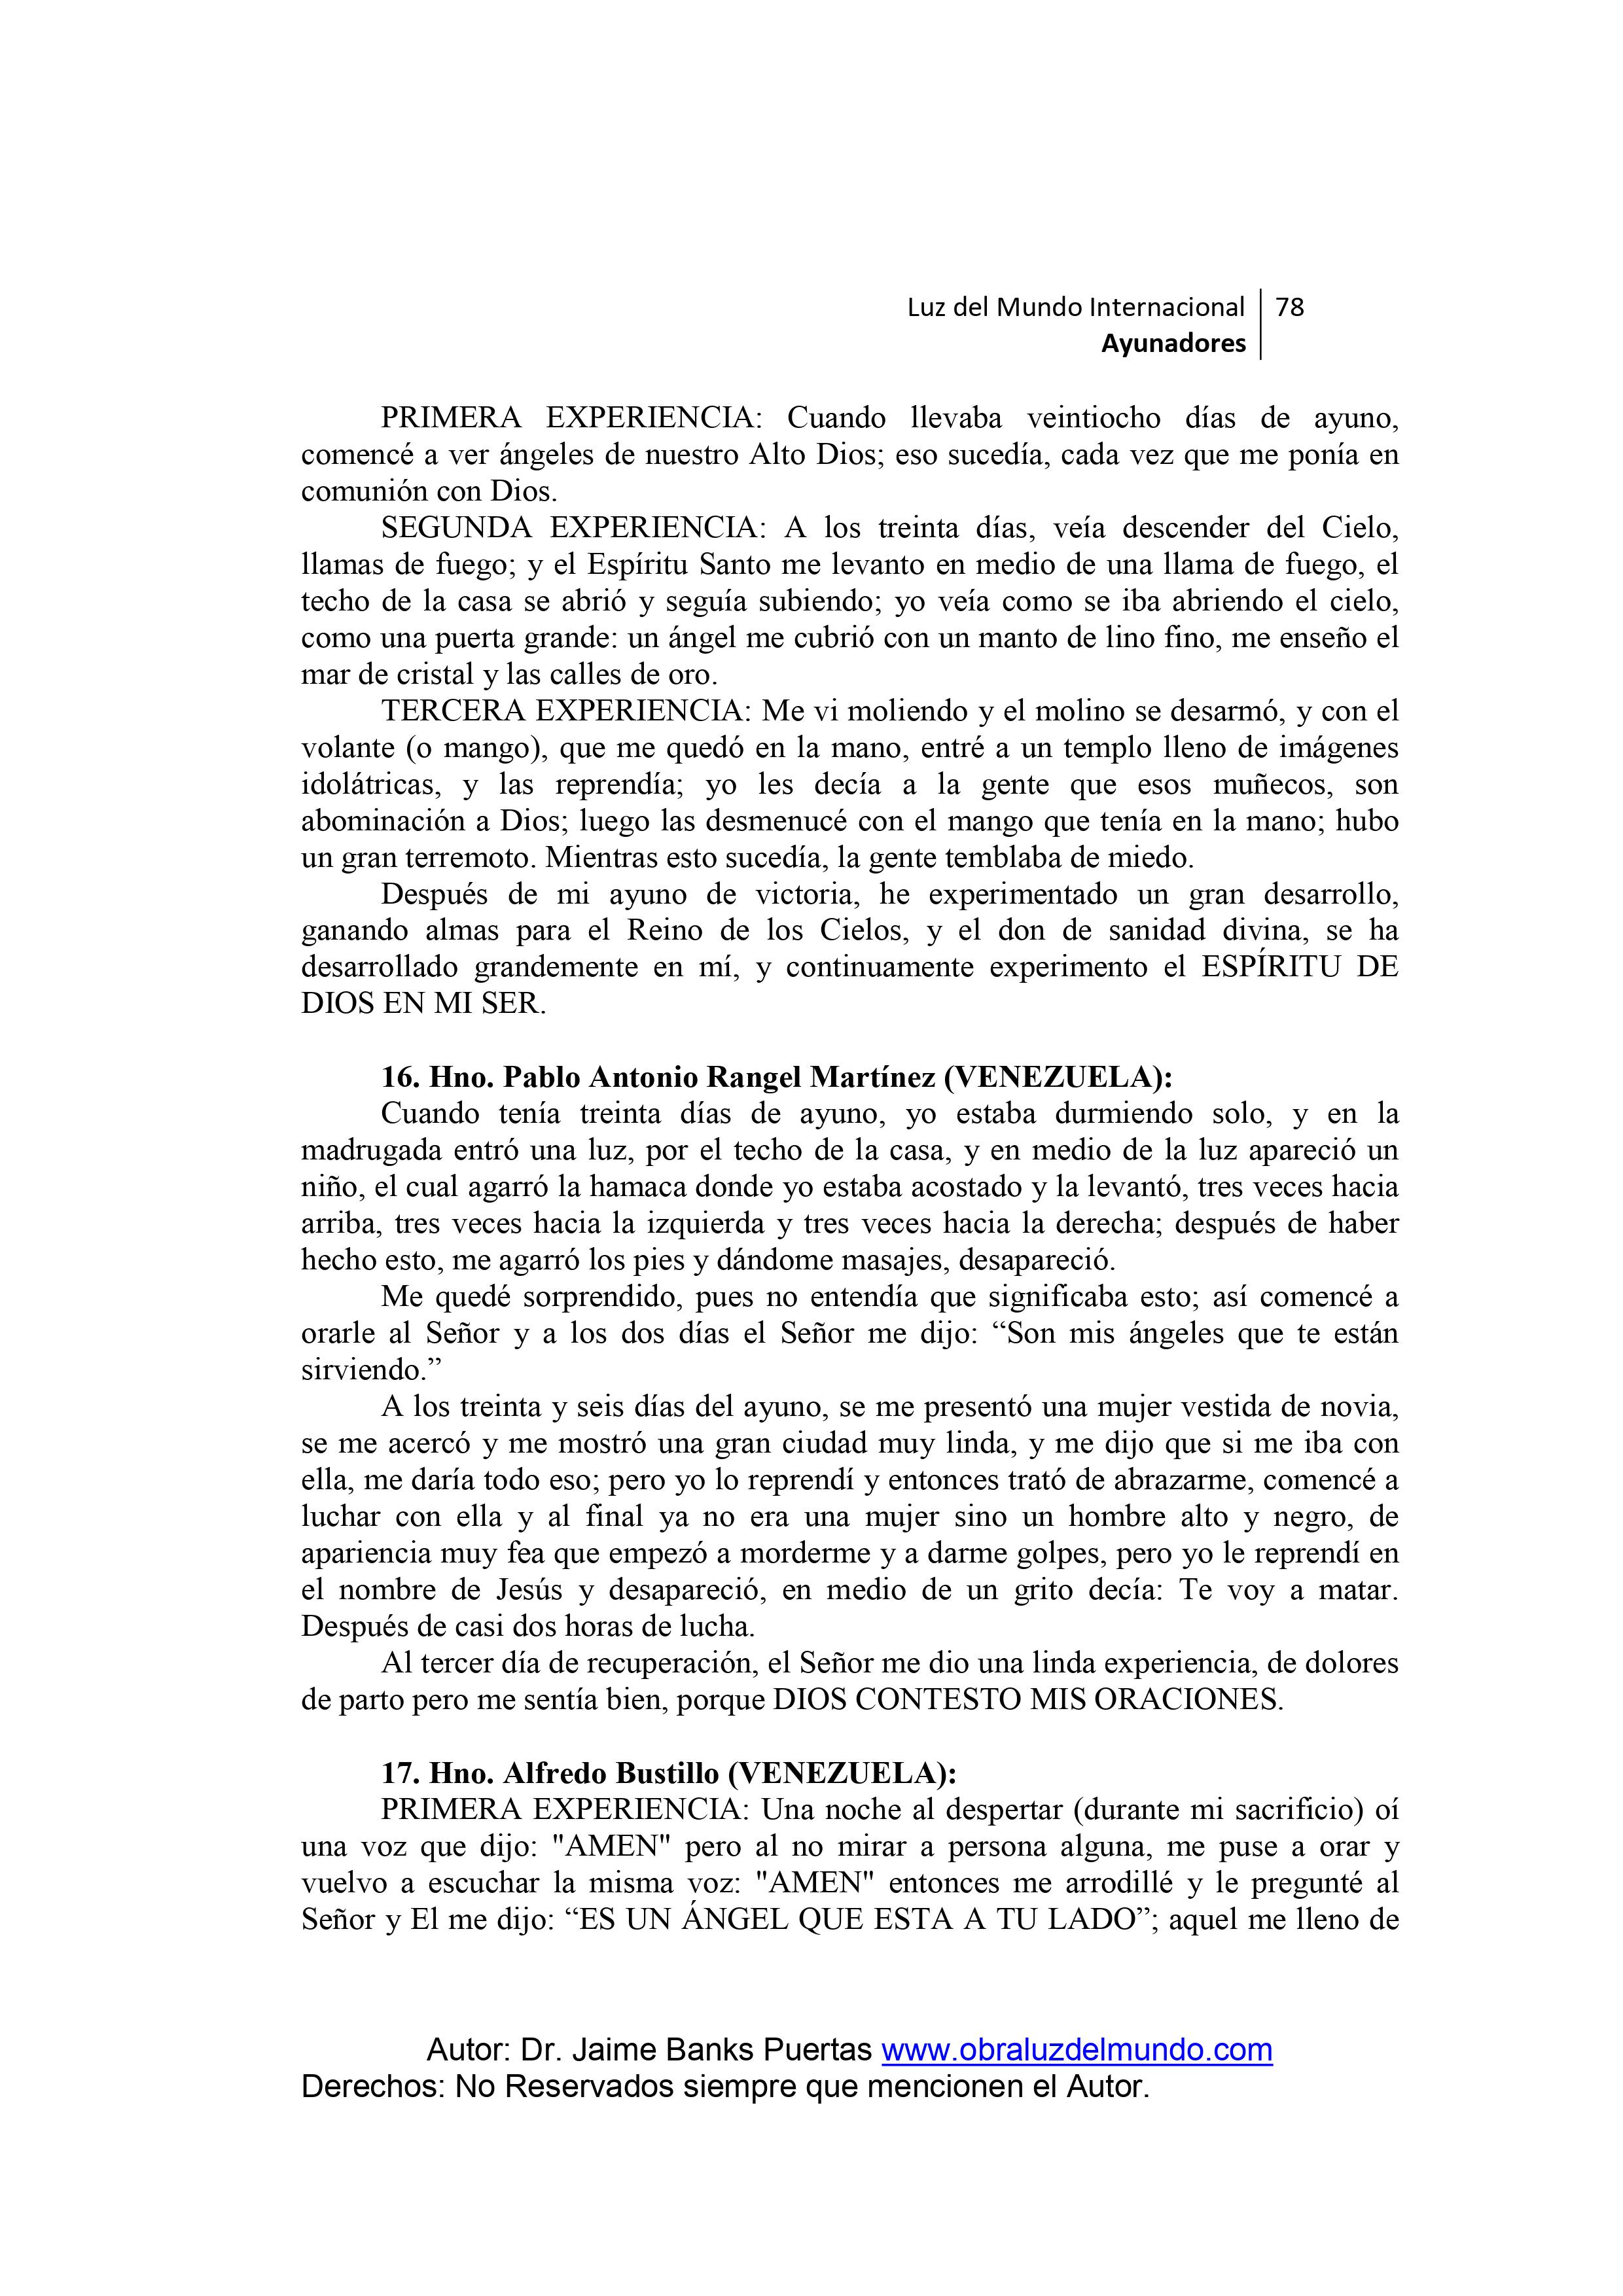 Luz del Mundo Internacional 78
Ayunadores
PRIMERA EXPERIENCIA: Cuando llevaba veintiocho días de ayuno,
comencé a ver ángeles de nuestro Alto Dios; eso sucedía, cada vez que me ponía en
comunión con Dios.
SEGUNDA EXPERIENCIA: A los treinta días, veía descender del Cielo,
llamas de fuego; y el Espíritu Santo me levanto en medio de una llama de fuego, el
techo de la casa se abrió y seguía subiendo; yo veía como se iba abriendo el cielo,
como una puerta grande: un ángel me cubrió con un manto de lino fino, me enseño el
mar de cristal y las calles de oro.
TERCERA EXPERIENCIA: Me vi moliendo y el molino se desarmó, y con el
volante (o mango), que me quedó en la mano, entré a un templo lleno de imágenes
idolátricas, y las reprendía; yo les decía a la gente que esos muñecos, son
abominación a Dios; luego las desmenucé con el mango que tenía en la mano; hubo
un gran terremoto. Mientras esto sucedía, la gente temblaba de miedo.
Después de mi ayuno de victoria, he experimentado un gran desarrollo,
ganando almas para el Reino de los Cielos, y el don de sanidad divina, se ha
desarrollado grandemente en mí, y continuamente experimento el ESPÍRITU DE
DIOS EN MI SER.
16. Hno. Pablo Antonio Rangel Martínez (VENEZUELA):
Cuando tenía treinta días de ayuno, yo estaba durmiendo solo, y en la
madrugada entró una luz, por el techo de la casa, y en medio de la luz apareció un
niño, el cual agarró la hamaca donde yo estaba acostado y la levantó, tres veces hacia
arriba, tres veces hacia la izquierda y tres veces hacia la derecha; después de haber
hecho esto, me agarró los pies y dándome masajes, desapareció.
Me quedé sorprendido, pues no entendía que significaba esto; así comencé a
orarle al Señor y a los dos días el Señor me dijo: “Son mis ángeles que te están
sirviendo.”
A los treinta y seis días del ayuno, se me presentó una mujer vestida de novia,
se me acercó y me mostró una gran ciudad muy linda, y me dijo que si me iba con
ella, me daría todo eso; pero yo lo reprendí y entonces trató de abrazarme, comencé a
luchar con ella y al final ya no era una mujer sino un hombre alto y negro, de
apariencia muy fea que empezó a morderme y a darme golpes, pero yo le reprendí en
el nombre de Jesús y desapareció, en medio de un grito decía: Te voy a matar.
Después de casi dos horas de lucha.
Al tercer día de recuperación, el Señor me dio una linda experiencia, de dolores
de parto pero me sentía bien, porque DIOS CONTESTO MIS ORACIONES.
17. Hno. Alfredo Bustillo (VENEZUELA):
PRIMERA EXPERIENCIA: Una noche al despertar (durante mi sacrificio) oí
una voz que dijo: "AMEN" pero al no mirar a persona alguna, me puse a orar y
vuelvo a escuchar la misma voz: "AMEN" entonces me arrodillé y le pregunté al
Señor y El me dijo: “ES UN ÁNGEL QUE ESTA A TU LADO”; aquel me lleno de
Autor: Dr. Jaime Banks Puertas www.obraluzdelmundo.com
Derechos: No Reservados siempre que mencionen el Autor.